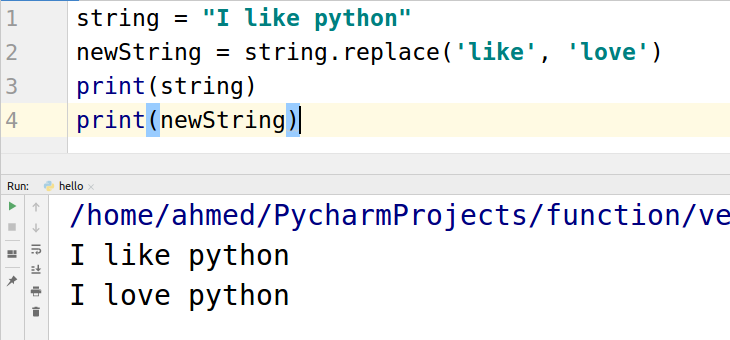 1 string = "I like python"
2 newString = string.replace('like', 'love')
3 print(string)
4 print(newString)
Run: hello ×
/home/ahmed/PycharmProjects/function/ve
I like python
I love python